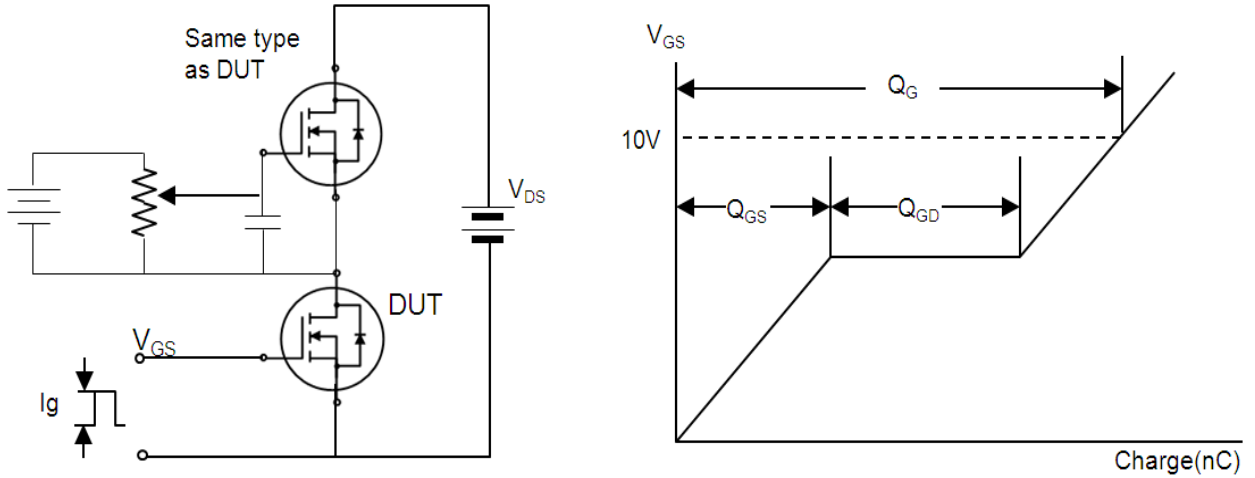 Same type
as DUT
V_DS
DUT
V_GS
Ig
V_GS
Q_G
10V
Q_GS
Q_GD
Charge(nC)